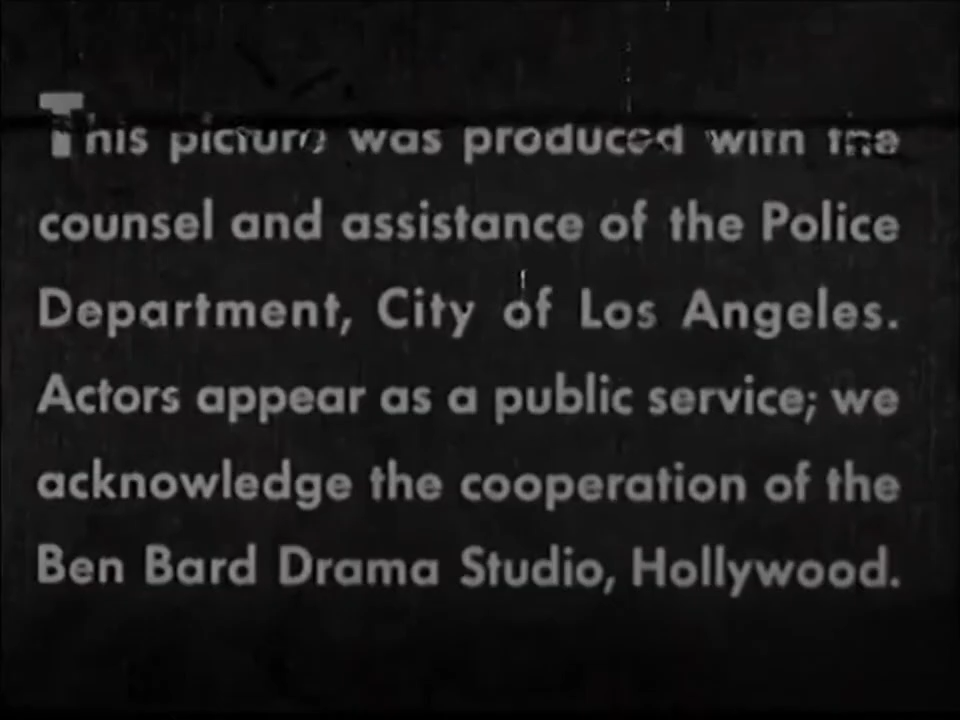 This picture was produced with the
counsel and assistance of the Police
Department, City of Los Angeles.
Actors appear as a public service; we
acknowledge the cooperation of the
Ben Bard Drama Studio, Hollywood.